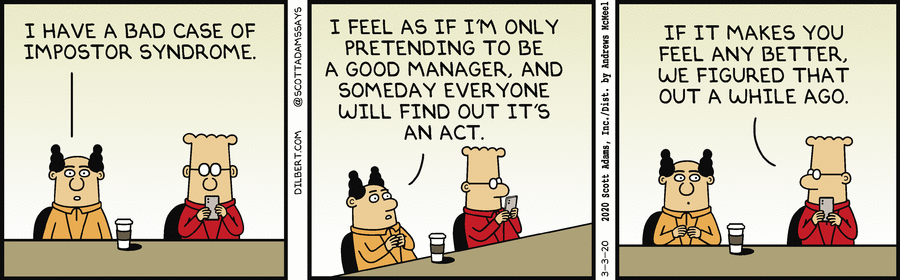 I HAVE A BAD CASE OF
IMPOSTOR SYNDROME.
DILBERT.COM @SCOTTADAMSSAYS
I FEEL AS IF I'M ONLY
PRETENDING TO BE
A GOOD MANAGER, AND
SOMEDAY EVERYONE
WILL FIND OUT IT'S
AN ACT.
3-3-20 2020 Scott Adams, Inc./Dist. by Andrews McMeel
IF IT MAKES YOU
FEEL ANY BETTER,
WE FIGURED THAT
OUT A WHILE AGO.